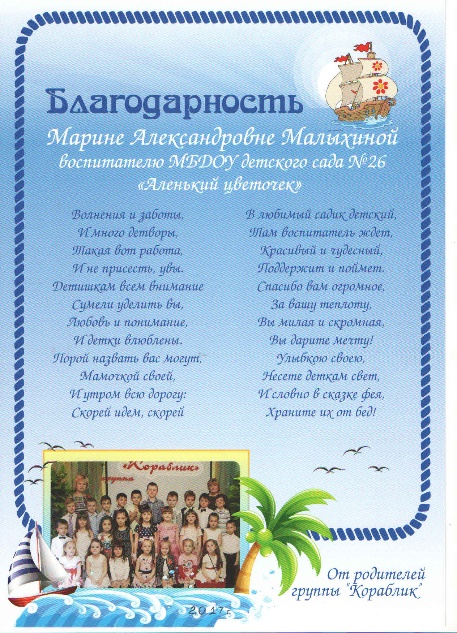 Благодарность
Марине Александровне Малыхиной
воспитателю МБДОУ детского сада №26
«Аленький цветочек»
Волнения и заботы,
И много детворы,
Такая вот работа,
И не присесть, увы.
Детишкам всем внимание
Сумели уделить вы,
Любовь и понимание,
И детки влюблены.
Порой назвать вас могут,
Мамочкой своей,
И утром всю дорогу:
Скорей идем, скорей
В любимый садик детский,
Там воспитатель ждет,
Красивый и чудесный,
Поддержит и поймет.
Спасибо вам огромное,
За вашу теплоту,
Вы милая и скромная,
Вы дарите мечту!
Улыбкою своею,
Несете деткам свет,
И словно в сказке фея,
Храните их от бед!
«Кораблик»
группа
2017г.
От родителей
группы "Кораблик"